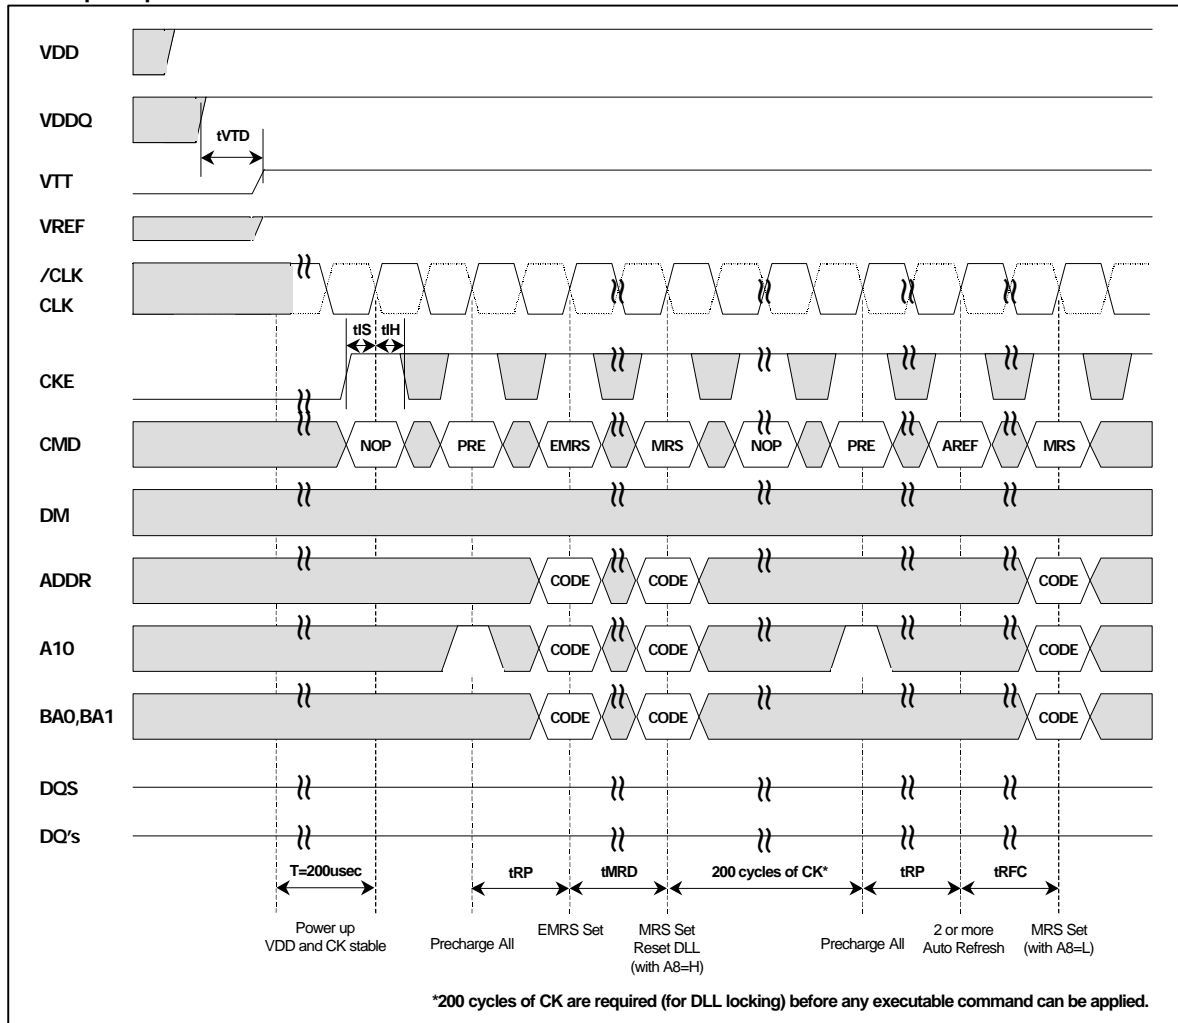 VDD
VDDQ
tVTD
VTT
VREF
/CLK
CLK
tIS tIH
CKE
CMD NOP PRE EMRS MRS NOP PRE AREF MRS
DM
ADDR CODE CODE CODE
A10 CODE CODE CODE
BA0,BA1 CODE CODE CODE
DQS
DQ's
T=200usec tRP tMRD 200 cycles of CK* tRP tRFC
Power up
VDD and CK stable
Precharge All
EMRS Set
MRS Set
Reset DLL
(with A8=H)
Precharge All
2 or more
Auto Refresh
MRS Set
(with A8=L)
*200 cycles of CK are required (for DLL locking) before any executable command can be applied.